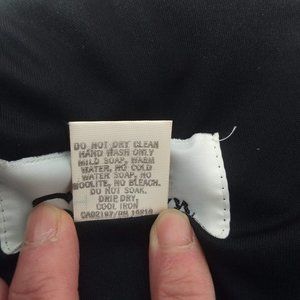 DO NOT DRY CLEAN
HAND WASH ONLY
MILD SOAP, WARM
WATER, NO COLD
WATER SOAP, NO
WOOLITE, NO BLEACH.
DO NOT SOAK.
DRIP DRY,
COOL IRON